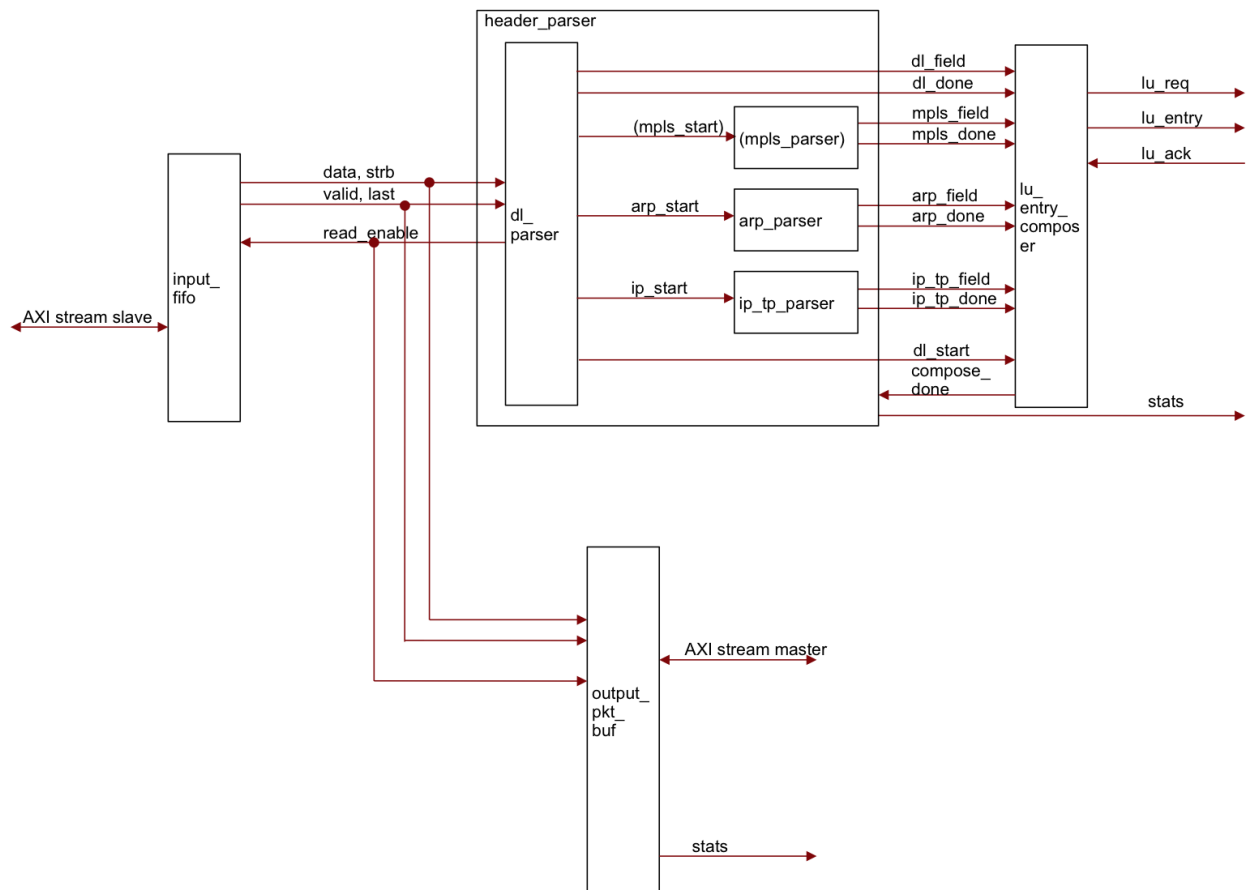 header_parser
dl_field
dl_done
lu_req
mpls_field
lu_entry
(mpls_start)
(mpls_parser)
mpls_done
lu_ack
data, strb
valid, last
arp_field
lu_
entry_
compos
er
arp_start
arp_parser
arp_done
dl_
parser
read_enable
input_
fifo
ip_tp_field
ip_start
ip_tp_parser
ip_tp_done
AXI stream slave
dl_start
compose_
done
stats
AXI stream master
output_
pkt_
buf
stats